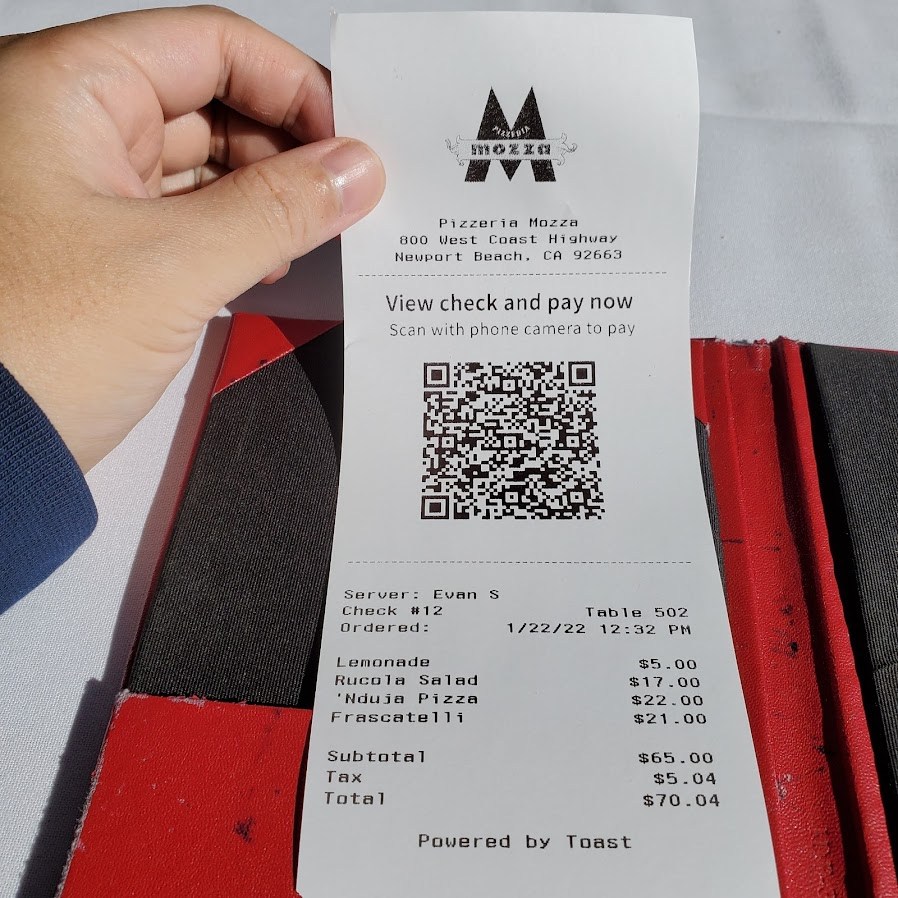 PIZZERIA
mozza
Pizzeria Mozza
800 West Coast Highway
Newport Beach, CA 92663
View check and pay now
Scan with phone camera to pay
Server: Evan S
Check #12 Table 502
Ordered: 1/22/22 12:32 PM
Lemonade $5.00
Rucola Salad $17.00
'Nduja Pizza $22.00
Frascatelli $21.00
Subtotal $65.00
Tax $5.04
Total $70.04
Powered by Toast